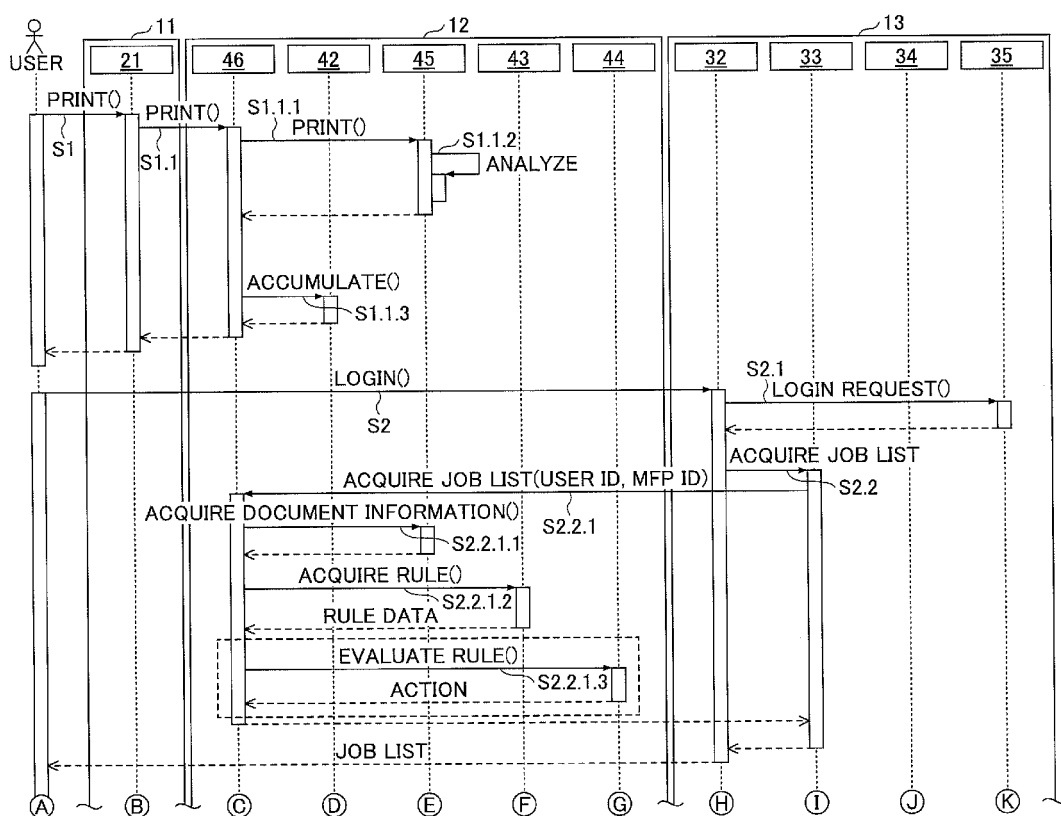 11 12 13
USER 21 46 42 45 43 44 32 33 34 35
PRINT()
S1
PRINT()
S1.1
S1.1.1
PRINT()
S1.1.2
ANALYZE
ACCUMULATE()
S1.1.3
LOGIN()
S2
S2.1
LOGIN REQUEST()
ACQUIRE JOB LIST
S2.2
ACQUIRE JOB LIST(USER ID, MFP ID)
S2.2.1
ACQUIRE DOCUMENT INFORMATION()
S2.2.1.1
ACQUIRE RULE()
S2.2.1.2
RULE DATA
EVALUATE RULE()
S2.2.1.3
ACTION
JOB LIST
A B C D E F G H I J K